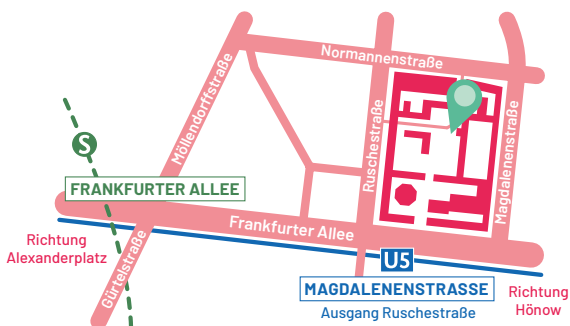 Normannenstraße
Möllendorffstraße
Ruschestraße
Magdalenenstraße
S
FRANKFURTER ALLEE
Frankfurter Allee
Richtung
Alexanderplatz
Gürtelstraße
U5
MAGDALENENSTRASSE
Ausgang Ruschestraße
Richtung
Hönow